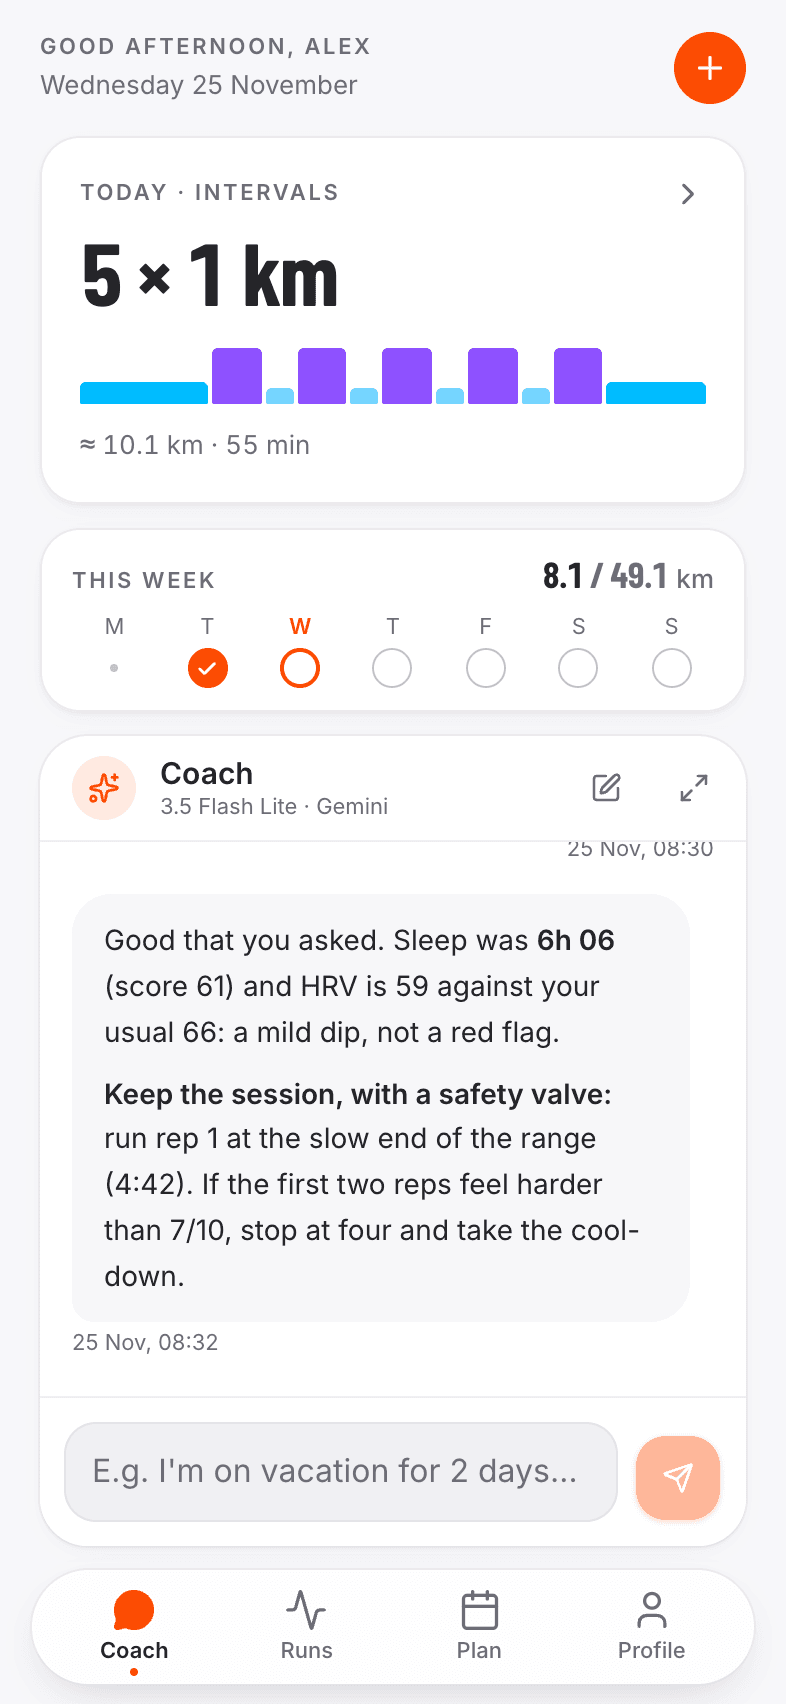 GOOD AFTERNOON, ALEX
Wednesday 25 November
TODAY · INTERVALS
5 × 1 km
≈ 10.1 km · 55 min
THIS WEEK
8.1 / 49.1 km
M T W T F S S
Coach
3.5 Flash Lite · Gemini
25 Nov, 08:30
Good that you asked. Sleep was 6h 06
(score 61) and HRV is 59 against your
usual 66: a mild dip, not a red flag.
Keep the session, with a safety valve:
run rep 1 at the slow end of the range
(4:42). If the first two reps feel harder
than 7/10, stop at four and take the cool-
down.
25 Nov, 08:32
E.g. I'm on vacation for 2 days...
Coach Runs Plan Profile